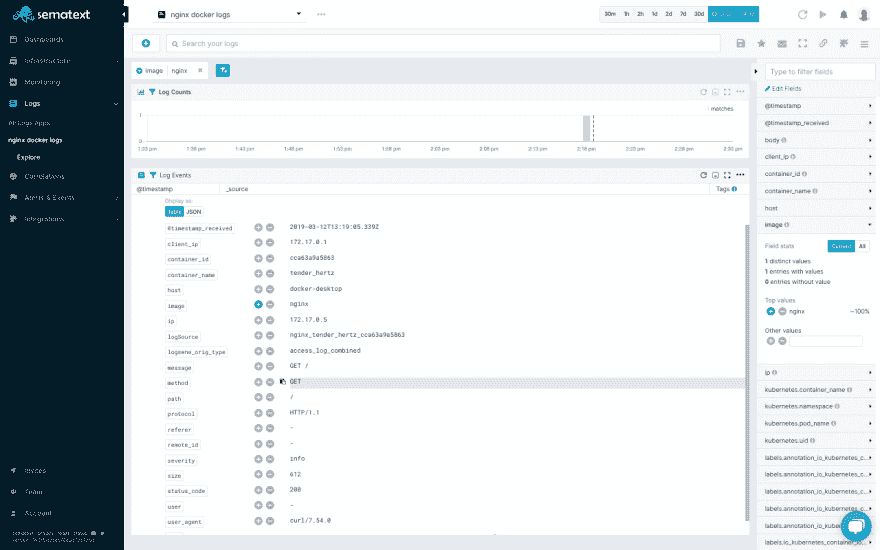 sematext
nginx docker logs
30m 1h 2h 1d 2d 7d 30d
Search your logs
image nginx
Dashboards
Infrastructure
Monitoring
Logs
nginx docker logs
Explore
Correlations
Alerts & Events
Integrations
Invites
Team
Account
Log Counts
matches
1
0
1:33 pm 1:38 pm 1:43 pm 1:48 pm 1:53 pm 1:58 pm 2:03 pm 2:08 pm 2:13 pm 2:18 pm 2:23 pm 2:28 pm 2:33 pm
Log Events
@timestamp _source Tags
Display as:
Table JSON
@timestamp_received 2019-03-12T13:19:05.339Z
client_ip 172.17.0.1
container_id cca63a9a5863
container_name tender_hertz
host docker-desktop
image nginx
ip 172.17.0.5
logSource nginx_tender_hertz_cca63a9a5863
logsene_orig_type access_log_combined
message GET /
method GET
path /
protocol HTTP/1.1
referer -
remote_id -
severity info
size 612
status_code 200
user -
user_agent curl/7.54.0
Type to filter fields
Edit Fields
@timestamp
@timestamp_received
body
client_ip
container_id
container_name
host
image
Field stats Current All
1 distinct values
1 entries with values
0 entries without value
Top values
nginx ~100%
Other values
ip
kubernetes.container_name
kubernetes.namespace
kubernetes.pod_name
kubernetes.uid
labels.annotation_io_kubernetes_c...
labels.annotation_io_kubernetes_c...
labels.annotation_io_kubernetes_c...
labels.annotation_io_kubernetes_c...
labels.annotation_io_kubern
labels.io_kubernetes_container_lo...